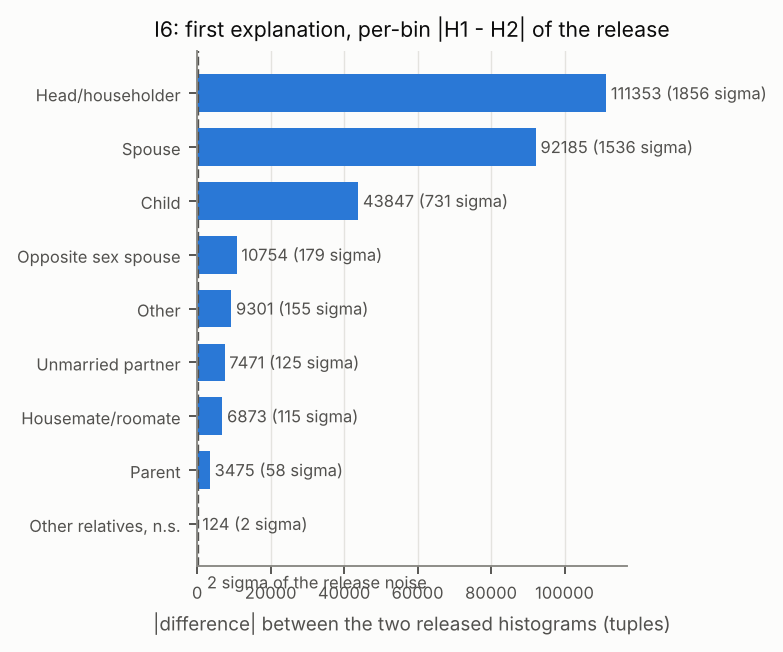 I6: first explanation, per-bin |H1 - H2| of the release
Head/householder 111353 (1856 sigma)
Spouse 92185 (1536 sigma)
Child 43847 (731 sigma)
Opposite sex spouse 10754 (179 sigma)
Other 9301 (155 sigma)
Unmarried partner 7471 (125 sigma)
Housemate/roomate 6873 (115 sigma)
Parent 3475 (58 sigma)
Other relatives, n.s. 124 (2 sigma)
2 sigma of the release noise
0 20000 40000 60000 80000 100000
|difference| between the two released histograms (tuples)